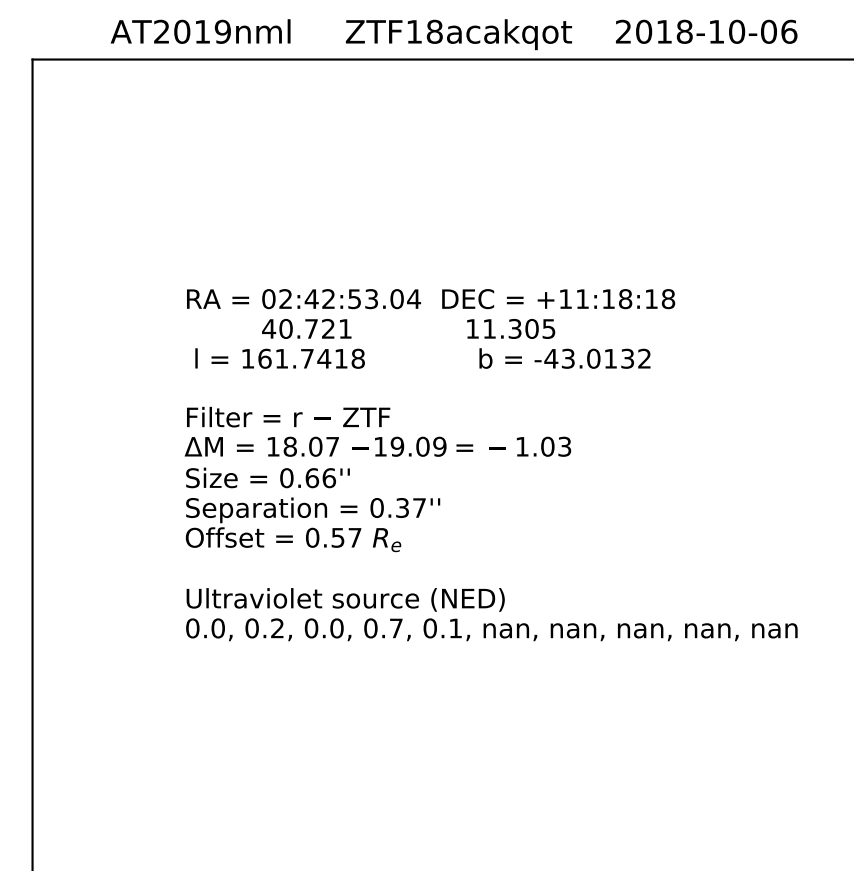 AT2019nml ZTF18acakqot 2018-10-06
RA = 02:42:53.04 DEC = +11:18:18
40.721 11.305
l = 161.7418 b = -43.0132
Filter = r − ZTF
ΔM = 18.07 −19.09 = − 1.03
Size = 0.66''
Separation = 0.37''
Offset = 0.57 Re
Ultraviolet source (NED)
0.0, 0.2, 0.0, 0.7, 0.1, nan, nan, nan, nan, nan